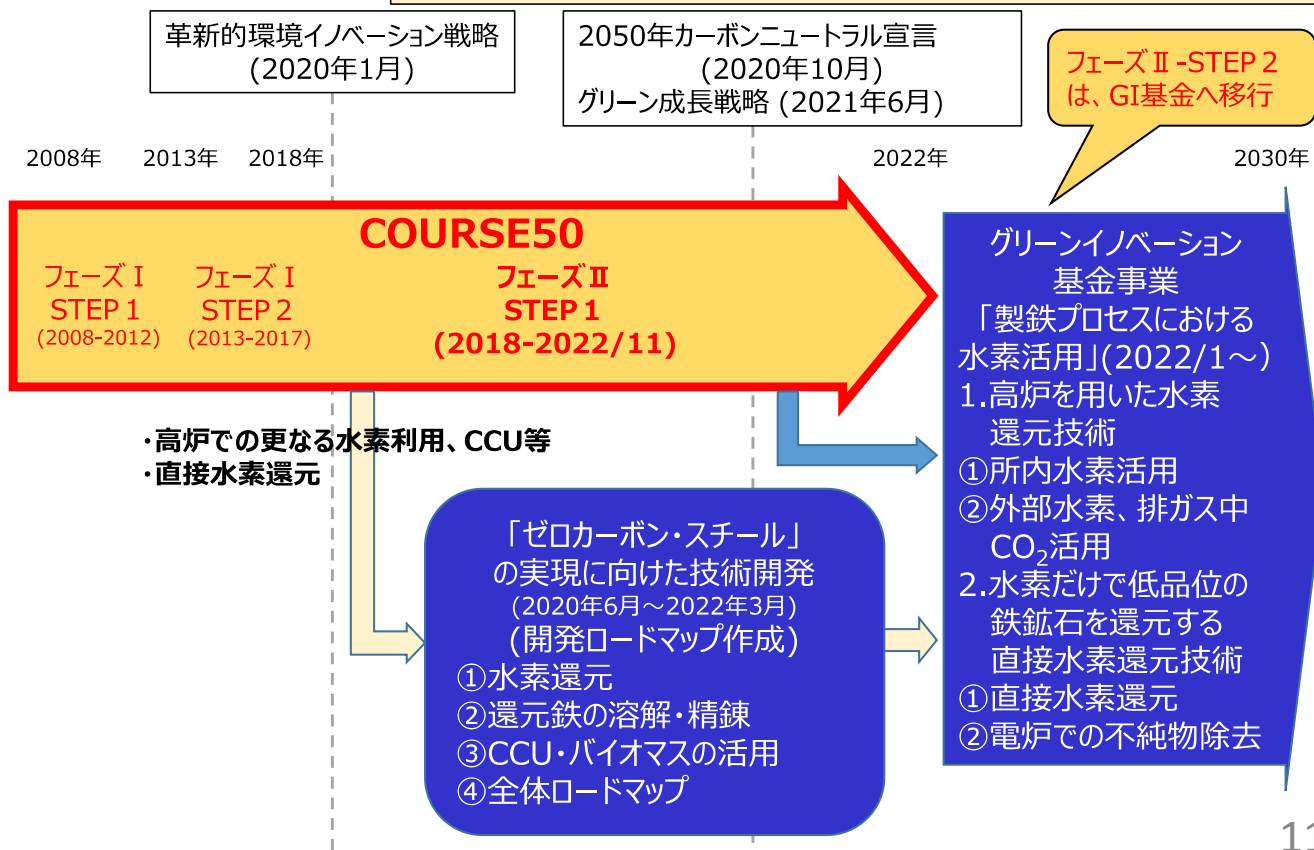 革新的環境イノベーション戦略
(2020年1月)
2050年カーボンニュートラル宣言
(2020年10月)
グリーン成長戦略 (2021年6月)
フェーズⅡ-STEP2
は、GI基金へ移行
2008年
2013年
2018年
2022年
2030年
COURSE50
フェーズⅠ
STEP1
(2008-2012)
フェーズⅠ
STEP2
(2013-2017)
フェーズⅡ
STEP1
(2018-2022/11)
・高炉での更なる水素利用、CCU等
・直接水素還元
「ゼロカーボン・スチール」
の実現に向けた技術開発
(2020年6月～2022年3月)
(開発ロードマップ作成)
①水素還元
②還元鉄の溶解・精錬
③CCU・バイオマスの活用
④全体ロードマップ
グリーンイノベーション
基金事業
「製鉄プロセスにおける
水素活用」(2022/1～)
1.高炉を用いた水素
還元技術
①所内水素活用
②外部水素、排ガス中
CO₂活用
2.水素だけで低品位の
鉄鉱石を還元する
直接水素還元技術
①直接水素還元
②電炉での不純物除去
11